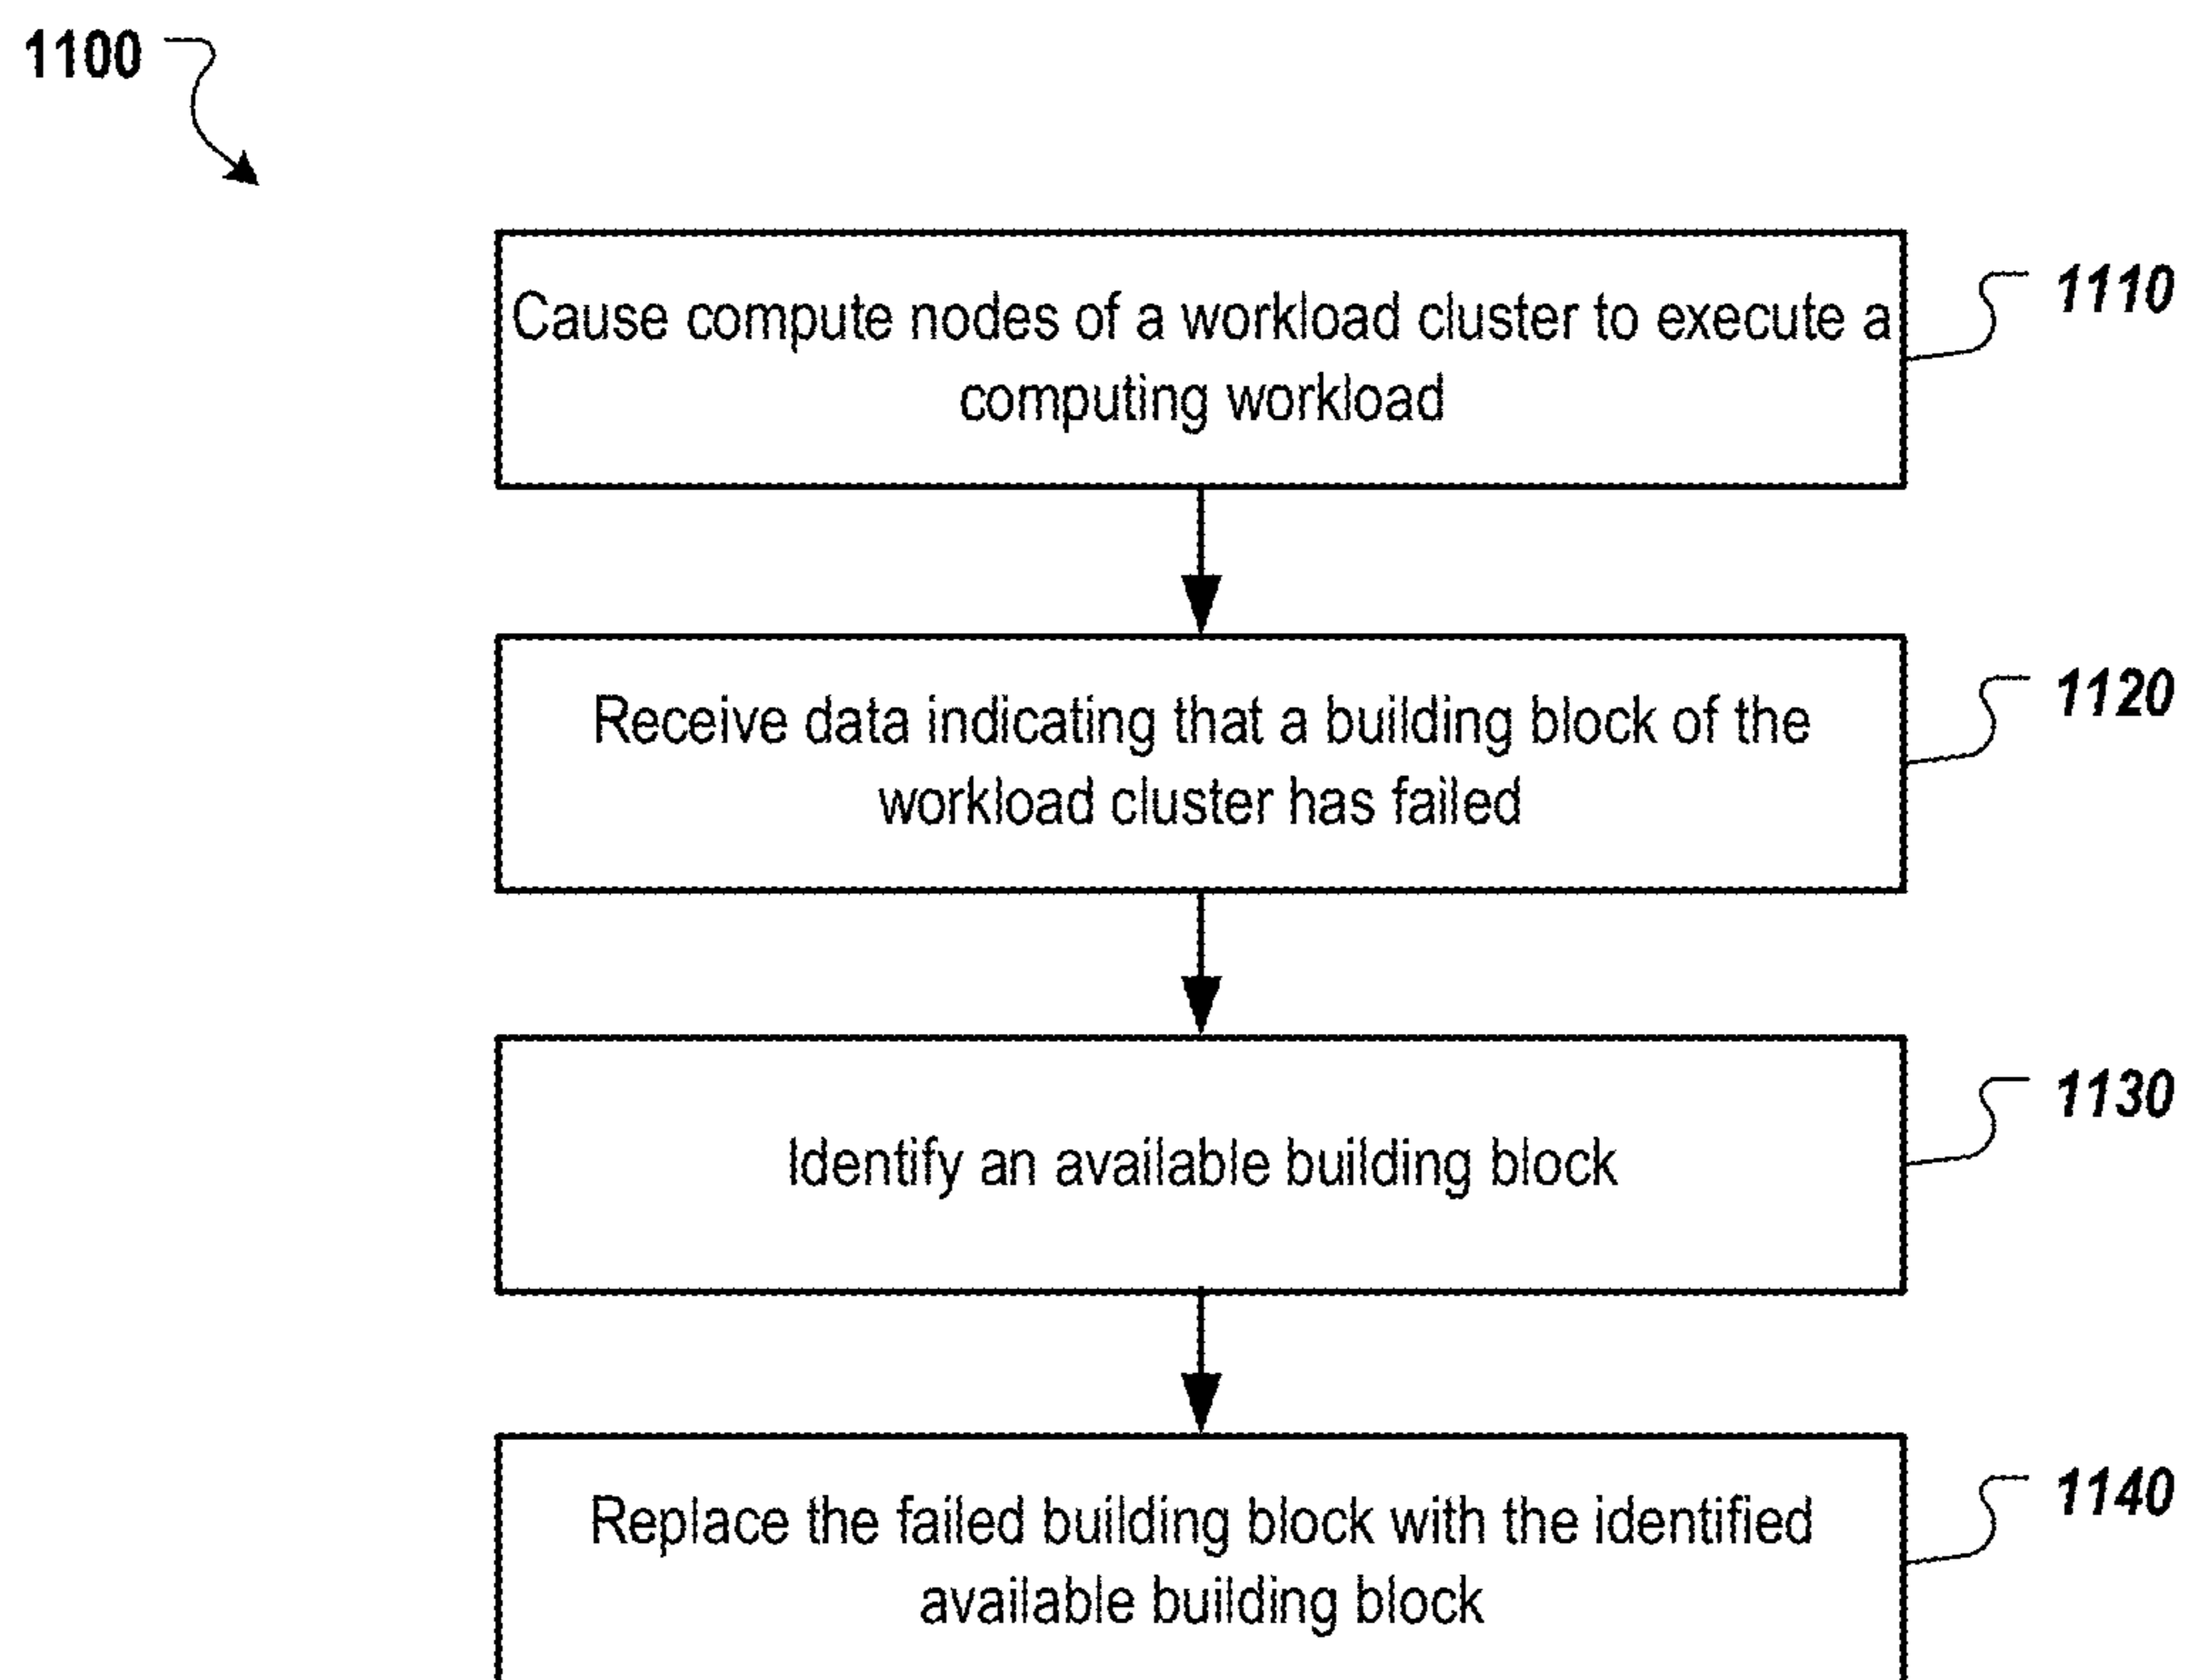 1100
Cause compute nodes of a workload cluster to execute a
computing workload
1110
Receive data indicating that a building block of the
workload cluster has failed
1120
Identify an available building block
1130
Replace the failed building block with the identified
available building block
1140